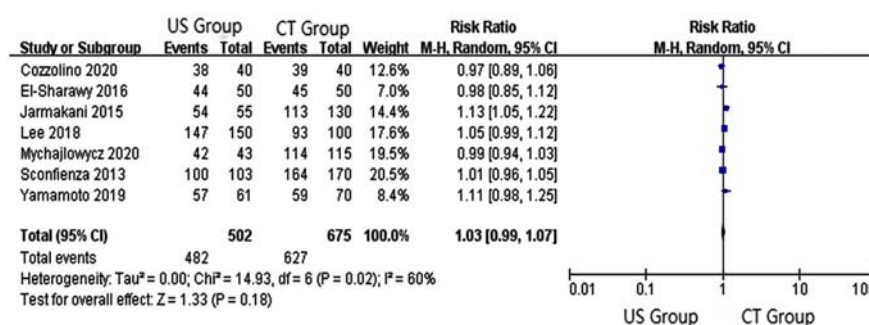 US Group CT Group Risk Ratio Risk Ratio
Study or Subgroup Events Total Events Total Weight M-H, Random, 95% CI M-H, Random, 95% CI
Cozzolino 2020 38 40 39 40 12.6% 0.97 [0.89, 1.06]
El-Sharawy 2016 44 50 45 50 7.0% 0.98 [0.85, 1.12]
Jarmakani 2015 54 55 113 130 14.4% 1.13 [1.05, 1.22]
Lee 2018 147 150 93 100 17.6% 1.05 [0.99, 1.12]
Mychajlowycz 2020 42 43 114 115 19.5% 0.99 [0.94, 1.03]
Sconfienza 2013 100 103 164 170 20.5% 1.01 [0.96, 1.05]
Yamamoto 2019 57 61 59 70 8.4% 1.11 [0.98, 1.25]
Total (95% CI) 502 675 100.0% 1.03 [0.99, 1.07]
Total events 482 627
Heterogeneity: Tau² = 0.00; Chi² = 14.93, df = 6 (P = 0.02); I² = 60%
Test for overall effect: Z = 1.33 (P = 0.18)
0.01 0.1 1 10 100
US Group CT Group